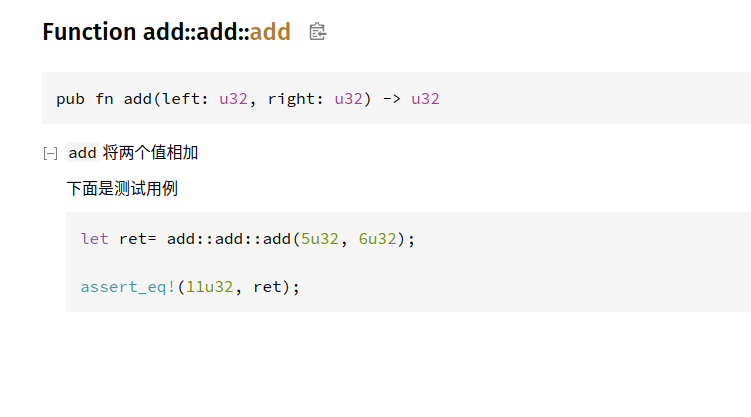 Function add::add::add
pub fn add(left: u32, right: u32) -> u32
[−] add 将两个值相加
下面是测试用例
let ret= add::add::add(5u32, 6u32);
assert_eq!(11u32, ret);